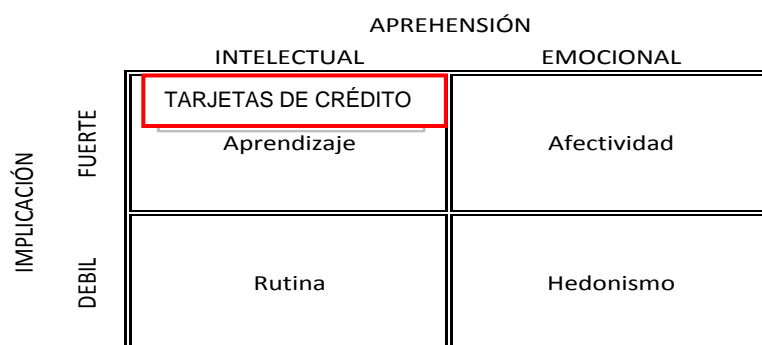 APREHENSIÓN
INTELECTUAL EMOCIONAL
TARJETAS DE CRÉDITO
IMPLICACIÓN
FUERTE
Aprendizaje Afectividad
DEBIL
Rutina Hedonismo